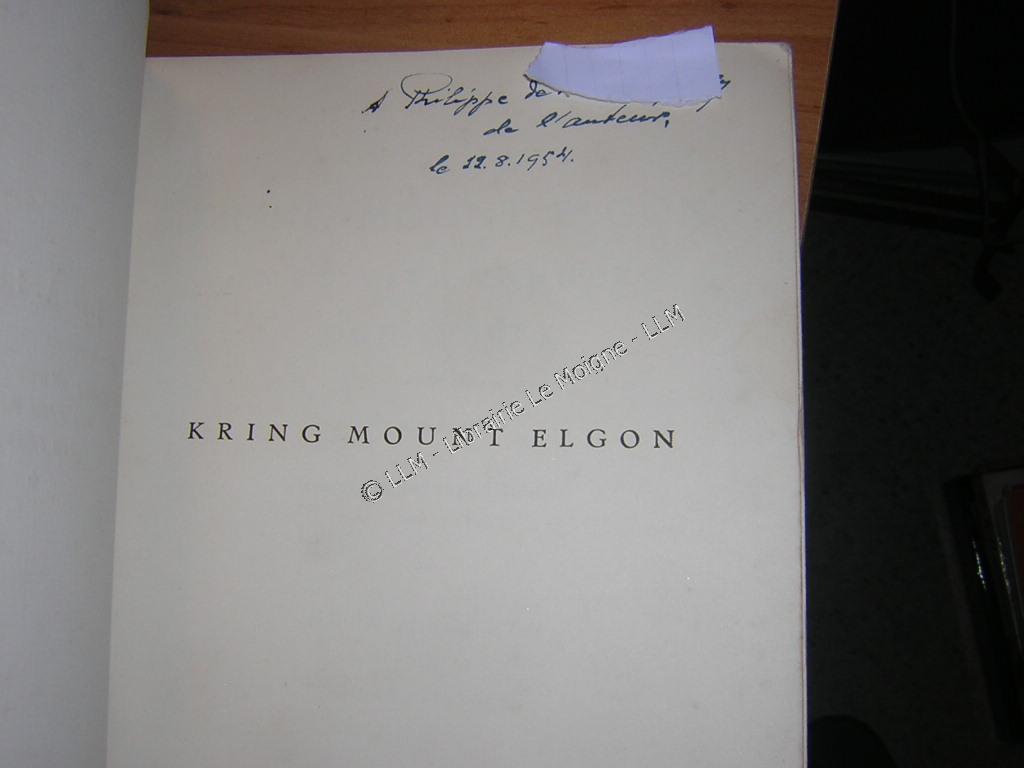 A Philippe de
de l'auteur,
le 12.8.1954.
KRING MOUNT ELGON
© LLM - Librairie Le Moigne - LLM